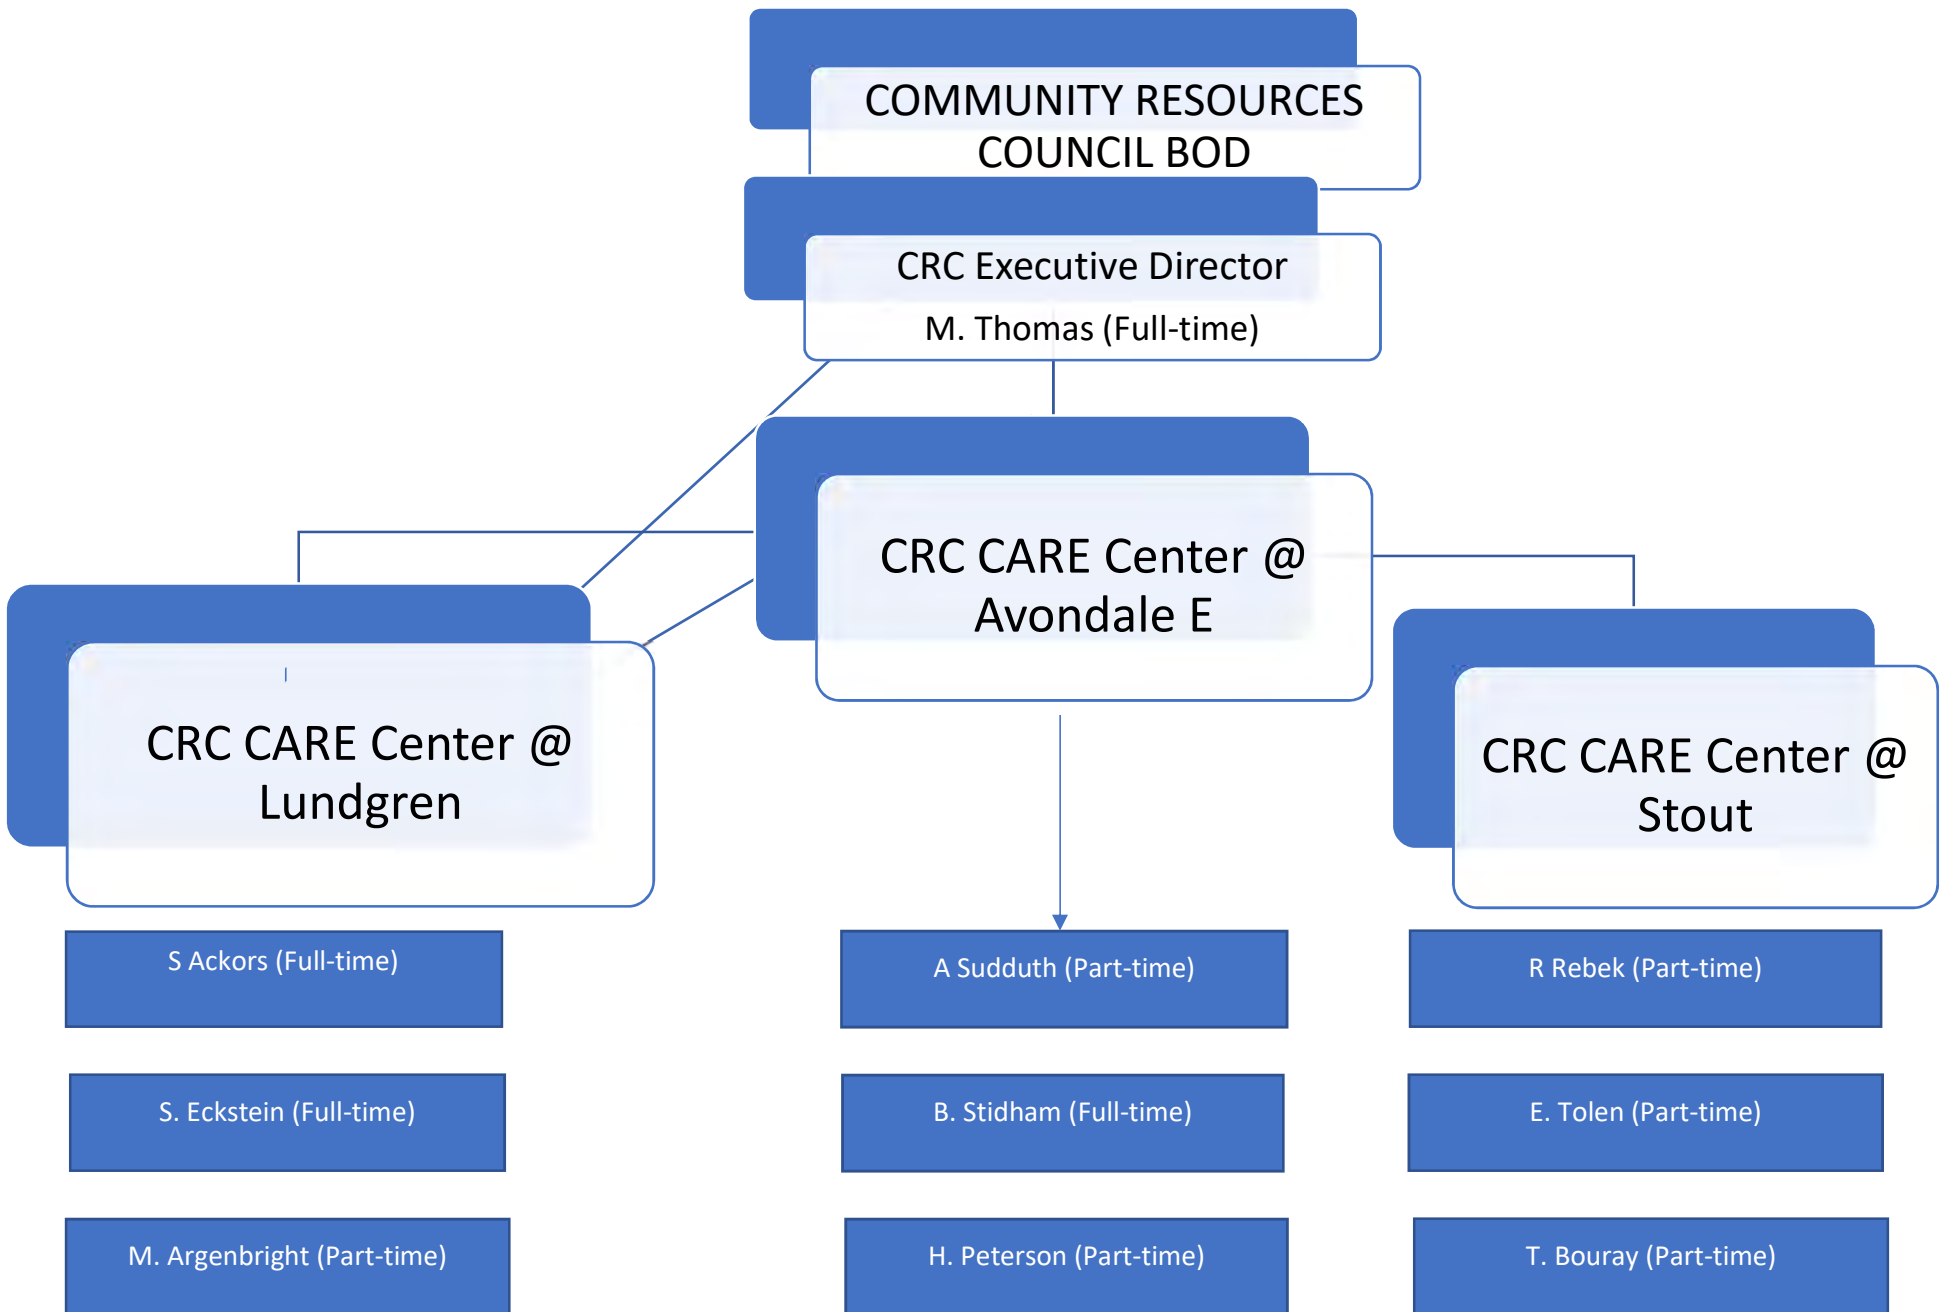 COMMUNITY RESOURCES
COUNCIL BOD
CRC Executive Director
M. Thomas (Full-time)
CRC CARE Center @
Avondale E
CRC CARE Center @
Lundgren
CRC CARE Center @
Stout
S Ackors (Full-time)
A Sudduth (Part-time)
R Rebek (Part-time)
S. Eckstein (Full-time)
B. Stidham (Full-time)
E. Tolen (Part-time)
M. Argenbright (Part-time)
H. Peterson (Part-time)
T. Bouray (Part-time)